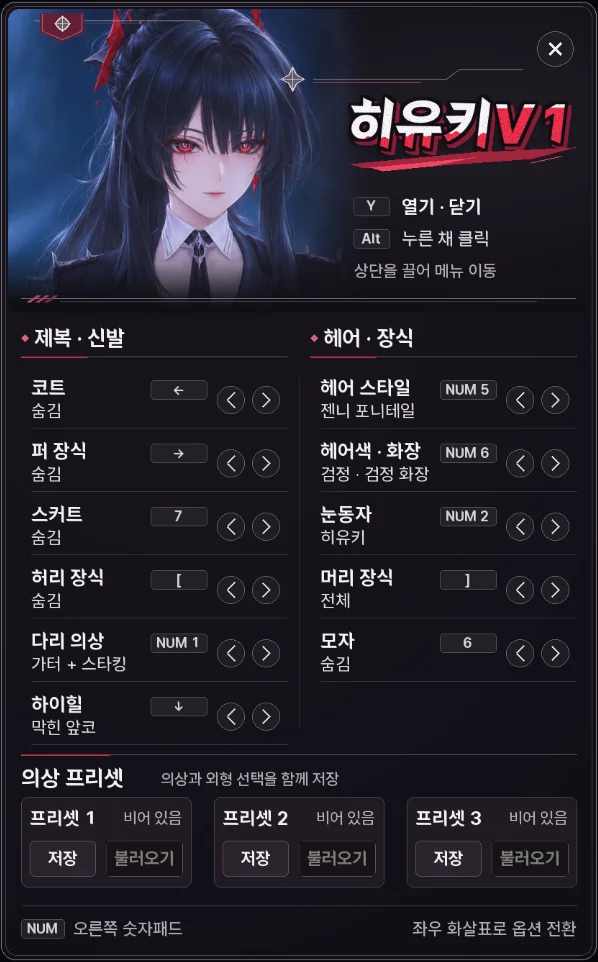 히유키V1
Y 열기 · 닫기
Alt 누른 채 클릭
상단을 끌어 메뉴 이동
제복 · 신발
코트 ←
숨김
퍼 장식 →
숨김
스커트 7
숨김
허리 장식 [
숨김
다리 의상 NUM 1
가터 + 스타킹
하이힐 ↓
막힌 앞코
헤어 · 장식
헤어 스타일 NUM 5
젠니 포니테일
헤어색 · 화장 NUM 6
검정 · 검정 화장
눈동자 NUM 2
히유키
머리 장식 ]
전체
모자 6
숨김
의상 프리셋 의상과 외형 선택을 함께 저장
프리셋 1 비어 있음
저장 불러오기
프리셋 2 비어 있음
저장 불러오기
프리셋 3 비어 있음
저장 불러오기
NUM 오른쪽 숫자패드
좌우 화살표로 옵션 전환